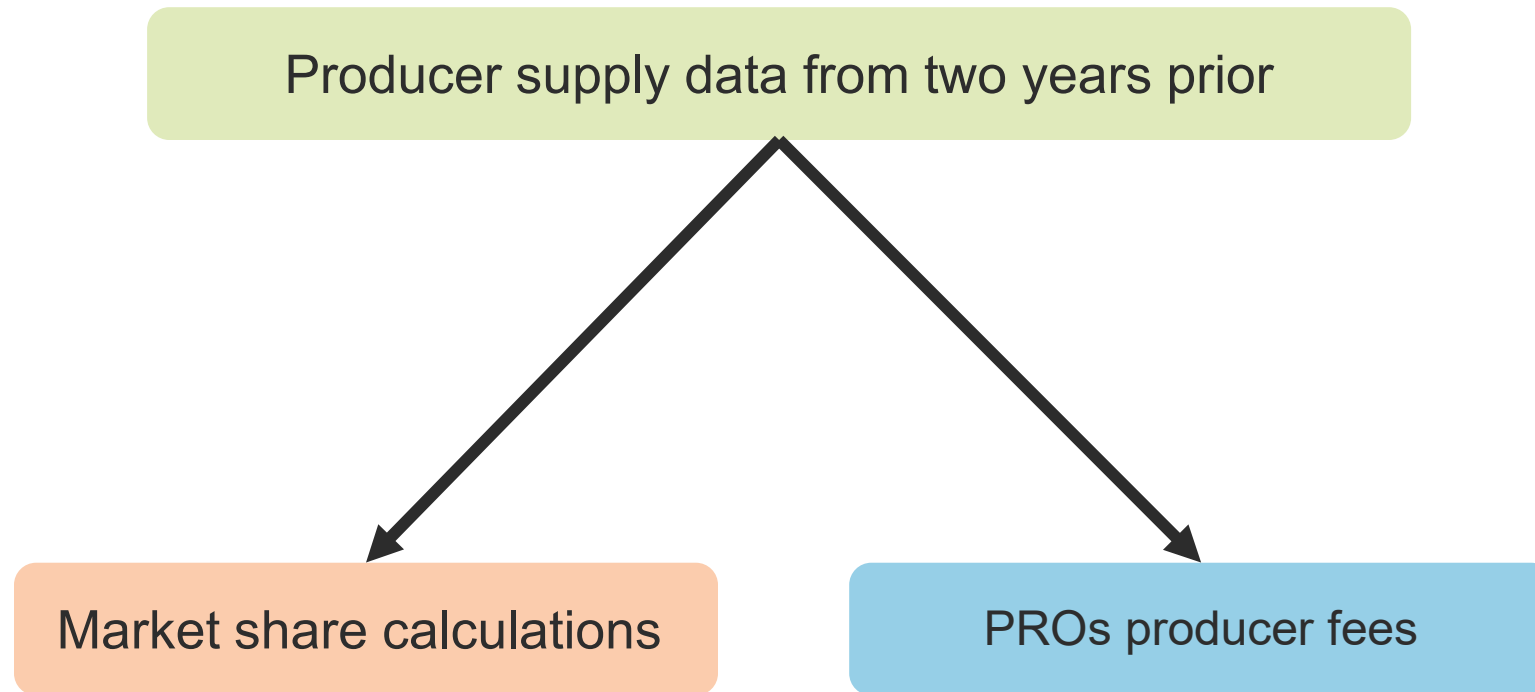 Producer supply data from two years prior
Market share calculations
PROs producer fees